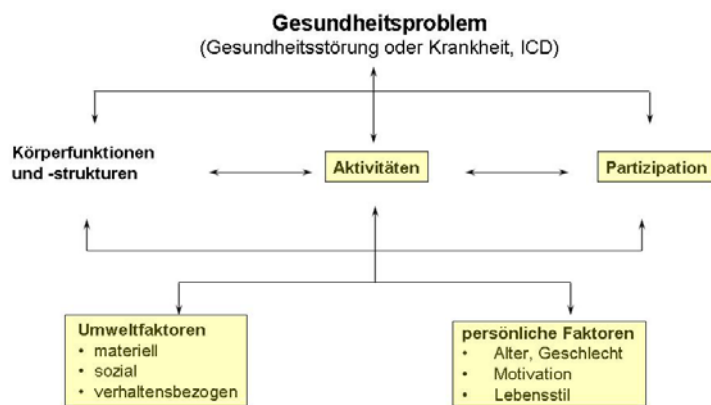 Gesundheitsproblem
(Gesundheitsstörung oder Krankheit, ICD)
Körperfunktionen
und -strukturen
Aktivitäten
Partizipation
Umweltfaktoren
• materiell
• sozial
• verhaltensbezogen
persönliche Faktoren
• Alter, Geschlecht
• Motivation
• Lebensstil